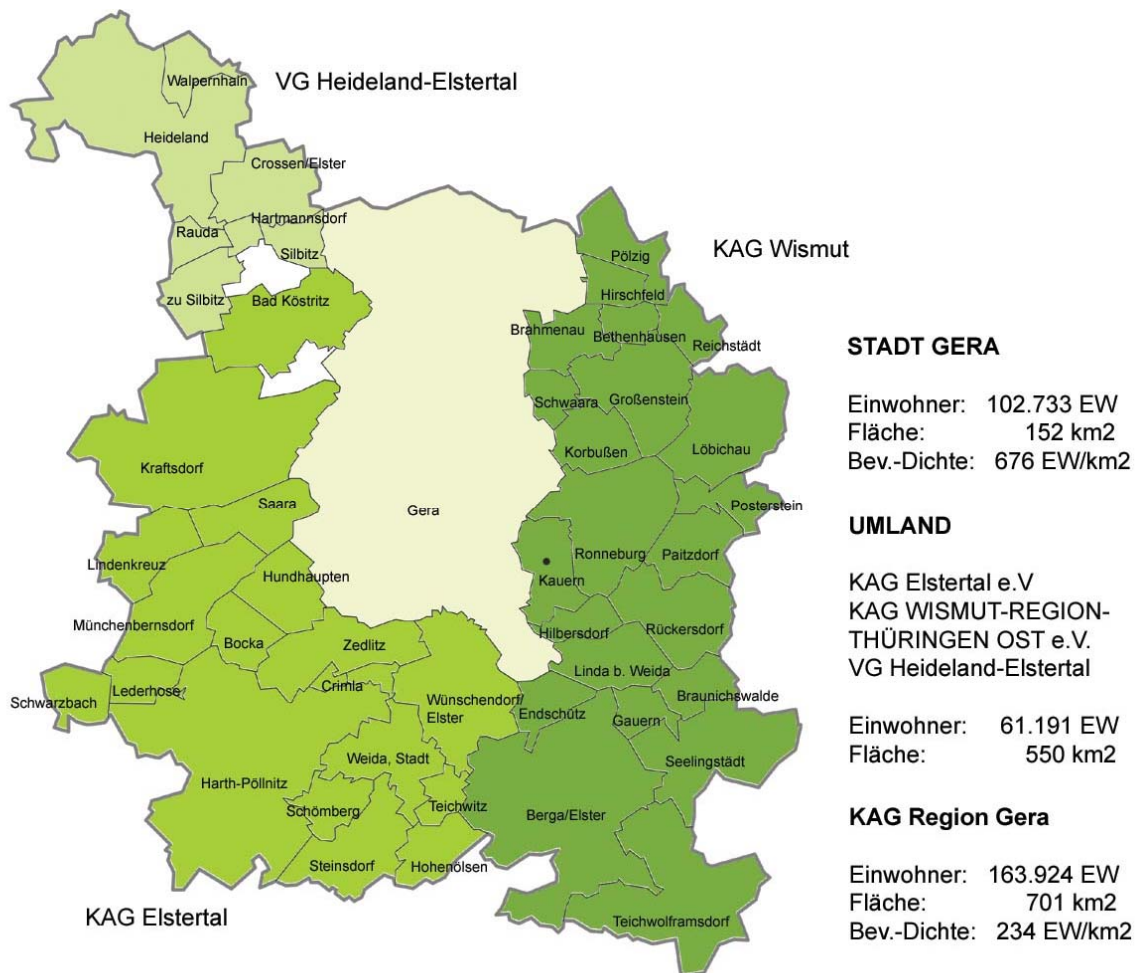 VG Heideland-Elstertal
Walpernhain
Heideland
Crossen/Elster
Hartmannsdorf
Rauda
Silbitz
zu Silbitz
Bad Köstritz
KAG Wismut
Pölzig
Hirschfeld
Brahmenau
Bethenhausen
Reichstädt
Schwaara
Großenstein
Korbußen
Löbichau
Kraftsdorf
Saara
Gera
Posterstein
Lindenkreuz
Hundhaupten
Ronneburg
Paitzdorf
Kauern
Münchenbernsdorf
Bocka
Zedlitz
Hilbersdorf
Rückersdorf
Linda b. Weida
Schwarzbach
Lederhose
Crimla
Wünschendorf/
Elster
Endschütz
Gauern
Braunichswalde
Seelingstädt
Harth-Pöllnitz
Weida, Stadt
Schömberg
Teichwitz
Berga/Elster
Steinsdorf
Hohenölsen
Teichwolframsdorf
KAG Elstertal
STADT GERA
Einwohner: 102.733 EW
Fläche: 152 km2
Bev.-Dichte: 676 EW/km2
UMLAND
KAG Elstertal e.V
KAG WISMUT-REGION-
THÜRINGEN OST e.V.
VG Heideland-Elstertal
Einwohner: 61.191 EW
Fläche: 550 km2
KAG Region Gera
Einwohner: 163.924 EW
Fläche: 701 km2
Bev.-Dichte: 234 EW/km2